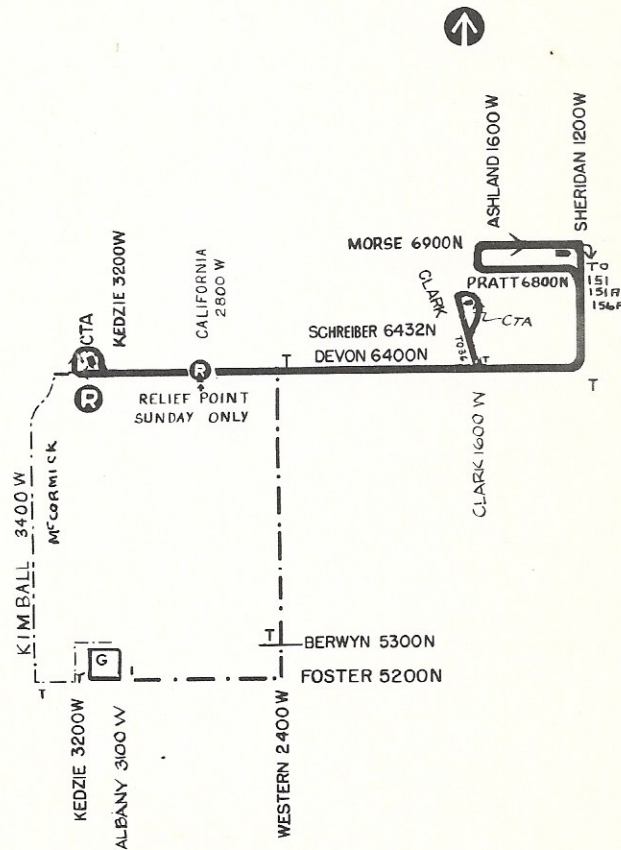 ASHLAND 1600W
SHERIDAN 1200W
MORSE 6900N
CTA
KEDZIE 3200W
CALIFORNIA
2800 W
PRATT 6800N
TO
151
151A
CLARK
CTA
SCHREIBER 6432N
DEVON 6400N
TO36
T
T
R
R
T
RELIEF POINT
SUNDAY ONLY
CLARK 1600 W
McCORMICK
KIMBALL 3400 W
T
BERWYN 5300N
G
FOSTER 5200N
T
T
KEDZIE 3200W
ALBANY 3100 W
WESTERN 2400W